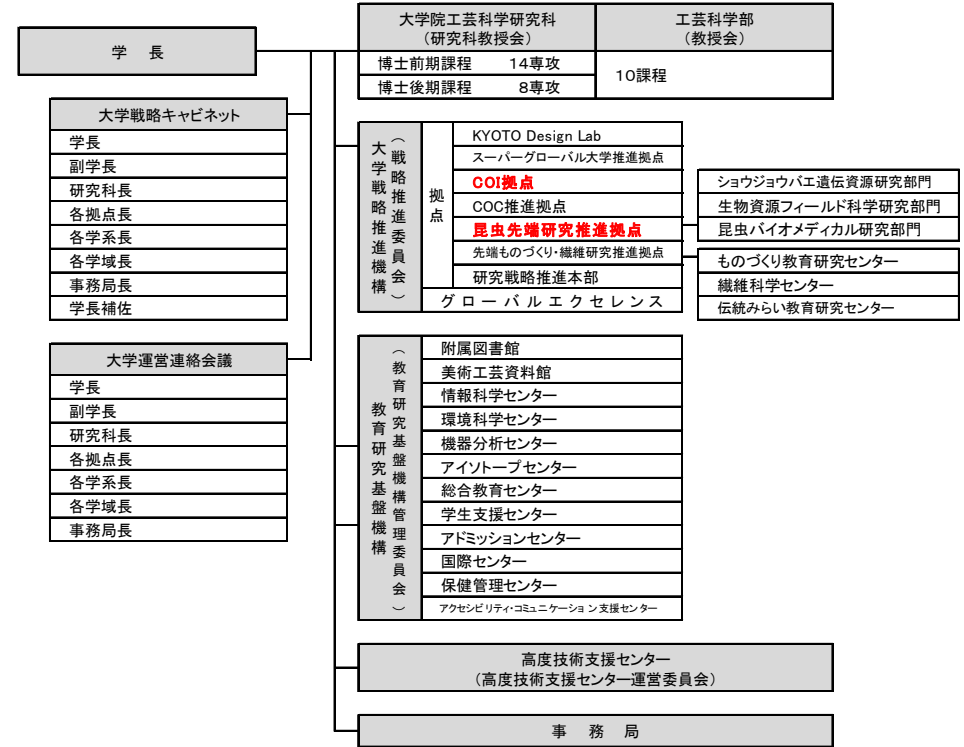 学　長
大学戦略キャビネット
学長
副学長
研究科長
各拠点長
各学系長
各学域長
事務局長
学長補佐
大学運営連絡会議
学長
副学長
研究科長
各拠点長
各学系長
各学域長
事務局長
大学院工芸科学研究科
（研究科教授会）
工芸科学部
（教授会）
博士前期課程　14専攻
博士後期課程　8専攻
10課程
大学戦略推進機構
（戦略推進委員会）
拠点
KYOTO Design Lab
スーパーグローバル大学推進拠点
COI拠点
COC推進拠点
昆虫先端研究推進拠点
先端ものづくり・繊維研究推進拠点
研究戦略推進本部
グローバルエクセレンス
ショウジョウバエ遺伝資源研究部門
生物資源フィールド科学研究部門
昆虫バイオメディカル研究部門
ものづくり教育研究センター
繊維科学センター
伝統みらい教育研究センター
教育研究基盤機構
（教育研究基盤機構管理委員会）
附属図書館
美術工芸資料館
情報科学センター
環境科学センター
機器分析センター
アイソトープセンター
総合教育センター
学生支援センター
アドミッションセンター
国際センター
保健管理センター
アクセシビリティ・コミュニケーション支援センター
高度技術支援センター
（高度技術支援センター運営委員会）
事　務　局